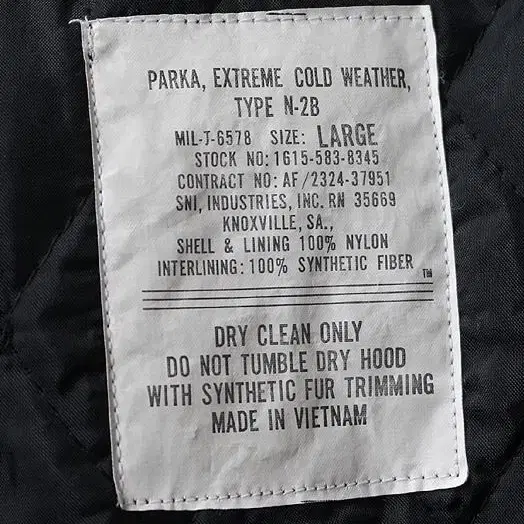 PARKA, EXTREME COLD WEATHER,
TYPE N-2B
MIL-J-6578 SIZE: LARGE
STOCK NO: 1615-583-8345
CONTRACT NO: AF/2324-37951
SNI, INDUSTRIES, INC. RN 35669
KNOXVILLE, SA.,
SHELL & LINING 100% NYLON
INTERLINING: 100% SYNTHETIC FIBER TM
DRY CLEAN ONLY
DO NOT TUMBLE DRY HOOD
WITH SYNTHETIC FUR TRIMMING
MADE IN VIETNAM